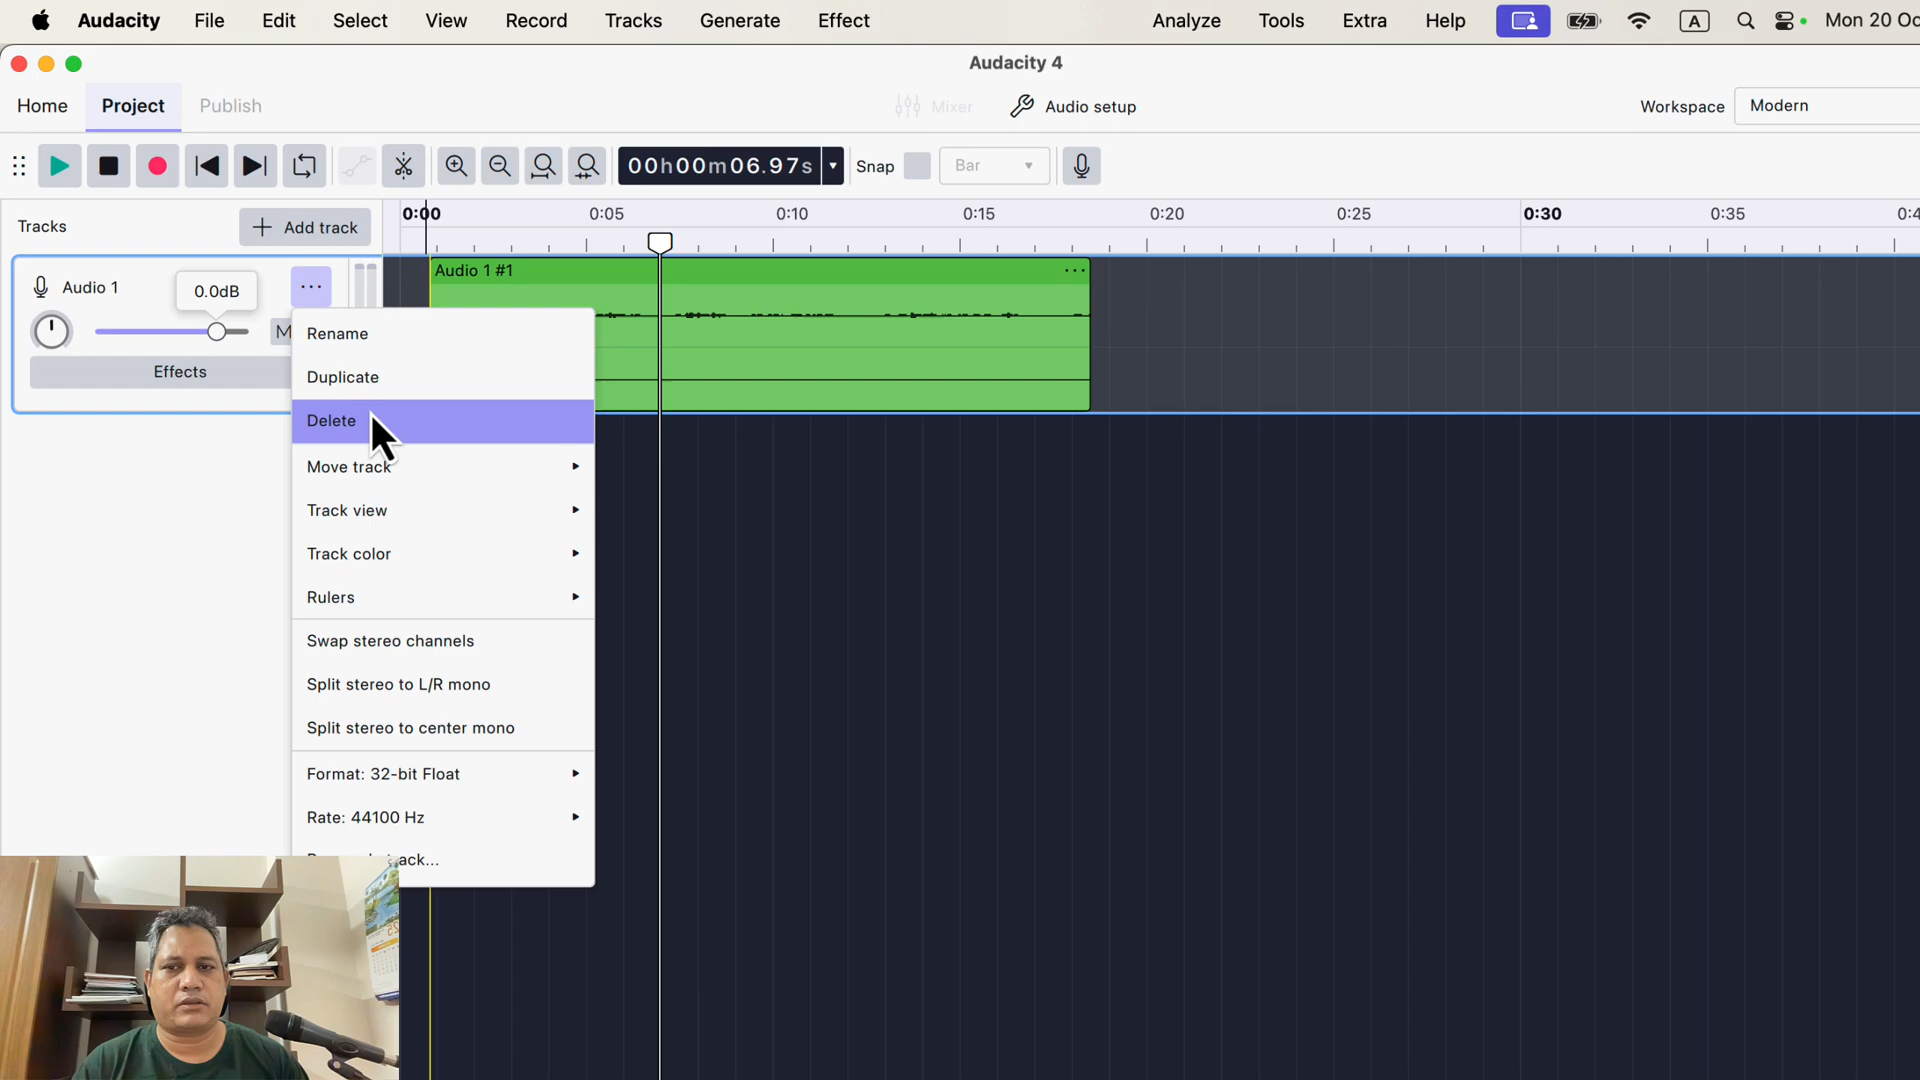 Audacity File Edit Select View Record Tracks Generate Effect Analyze Tools Extra Help A Mon 20
Audacity 4
Home Project Publish Mixer Audio setup Workspace Modern
00h00m06.97s Snap Bar
Tracks Add track 0:00 0:05 0:10 0:15 0:20 0:25 0:30 0:35
Audio 1 #1
Audio 1 0.0dB
M
Rename
Effects
Duplicate
Delete
Move track
Track view
Track color
Rulers
Swap stereo channels
Split stereo to L/R mono
Split stereo to center mono
Format: 32-bit Float
Rate: 44100 Hz